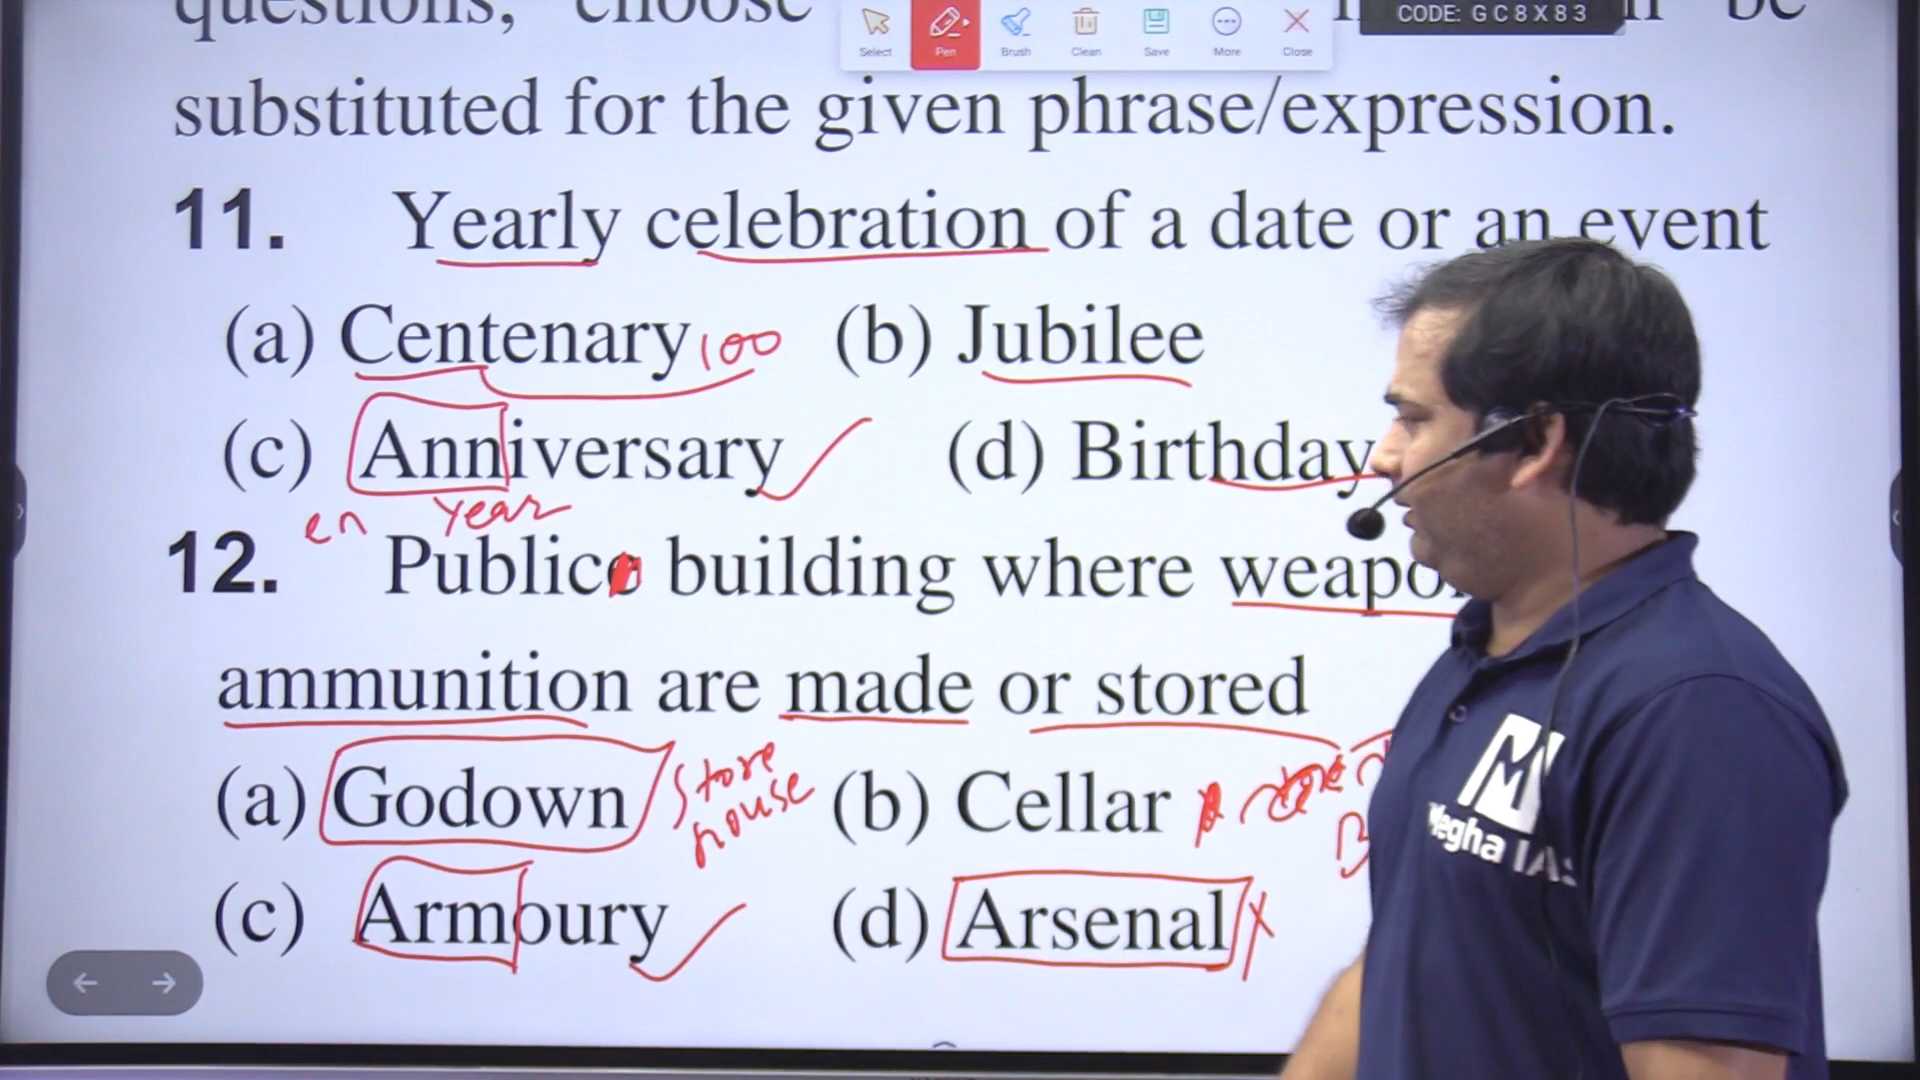 questions, choose
CODE: GC8X83
be
Select Pen Brush Clean Save More Close
substituted for the given phrase/expression.
11. Yearly celebration of a date or an event
(a) Centenary 100 (b) Jubilee
(c) Anniversary (d) Birthday
en year
12. Public building where weapo
ammunition are made or stored
(a) Godown store house (b) Cellar
(c) Armoury (d) Arsenal
M
Megha IAS